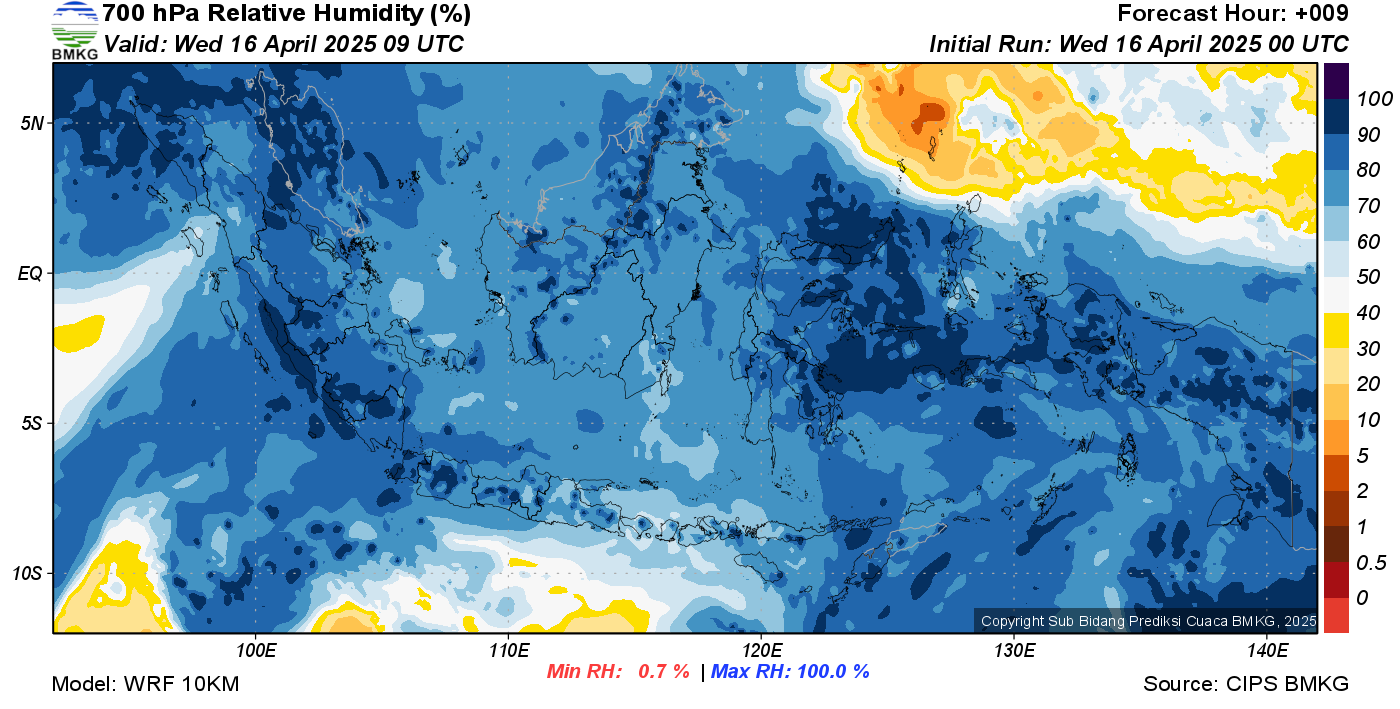 700 hPa Relative Humidity (%)
Forecast Hour: +009
BMKG
Valid: Wed 16 April 2025 09 UTC
Initial Run: Wed 16 April 2025 00 UTC
100
5N
90
80
70
60
EQ
50
40
30
20
5S
10
5
2
1
0.5
10S
0
Copyright Sub Bidang Prediksi Cuaca BMKG, 2025
100E
110E
120E
130E
140E
Min RH: 0.7 % | Max RH: 100.0 %
Model: WRF 10KM
Source: CIPS BMKG